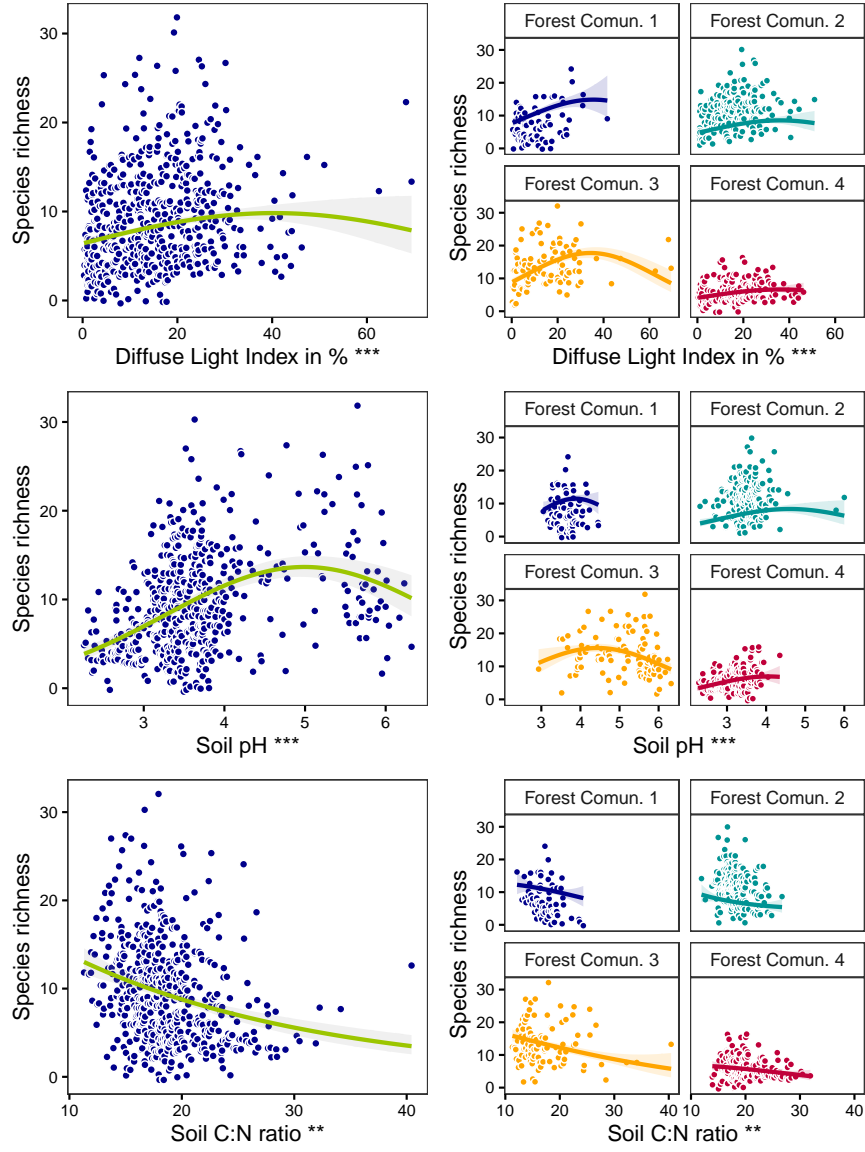 Species richness
30
20
10
0
0 20 40 60
Diffuse Light Index in % ***
Species richness
Forest Comun. 1 Forest Comun. 2
30
20
10
0
Forest Comun. 3 Forest Comun. 4
30
20
10
0
0 20 40 60 0 20 40 60
Diffuse Light Index in % ***
Species richness
30
20
10
0
3 4 5 6
Soil pH ***
Species richness
Forest Comun. 1 Forest Comun. 2
30
20
10
0
Forest Comun. 3 Forest Comun. 4
30
20
10
0
3 4 5 6 3 4 5 6
Soil pH ***
Species richness
30
20
10
0
10 20 30 40
Soil C:N ratio **
Species richness
Forest Comun. 1 Forest Comun. 2
30
20
10
0
Forest Comun. 3 Forest Comun. 4
30
20
10
0
10 20 30 40 10 20 30 40
Soil C:N ratio **